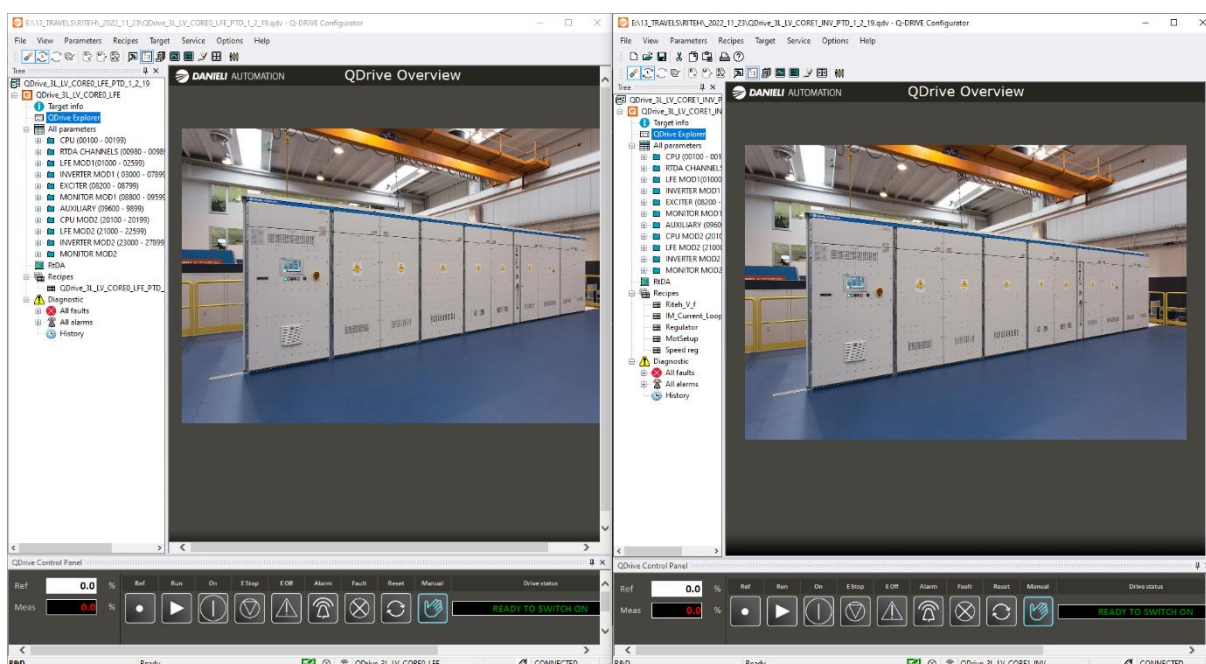 E:\13_TRAVELS\RITEH\_2022_11_23\QDrive_3L_LV_CORE0_LFE_PTD_1_2_19.qdv - Q-DRIVE Configurator
File View Parameters Recipes Target Service Options Help
Tree
QDrive_3L_LV_CORE0_LFE_PTD_1_2_19
QDrive_3L_LV_CORE0_LFE
Target info
QDrive Explorer
All parameters
CPU (00100 - 00199)
RTDA CHANNELS (00980 - 0098
LFE MOD1(01000 - 02599)
INVERTER MOD1 ( 03000 - 0789
EXCITER (08200 - 08799)
MONITOR MOD1 (08800 - 0959
AUXILIARY (09600 - 9899)
CPU MOD2 (20100 - 20199)
LFE MOD2 (21000 - 22599)
INVERTER MOD2 (23000 - 27899
MONITOR MOD2
RtDA
Recipes
QDrive_3L_LV_CORE0_LFE_PTD_
Diagnostic
All faults
All alarms
History
DANIELI AUTOMATION QDrive Overview
QDrive Control Panel
Ref 0.0 %
Meas 0.0 %
Ref Run On E Stop E Off Alarm Fault Reset Manual Drive status
READY TO SWITCH ON
R&D Ready QDrive_3L_LV_CORE0_LFE CONNECTED
E:\13_TRAVELS\RITEH\_2022_11_23\QDrive_3L_LV_CORE1_INV_PTD_1_2_19.qdv - Q-DRIVE Configurator
File View Parameters Recipes Target Service Options Help
Tree
QDrive_3L_LV_CORE1_INV_P
QDrive_3L_LV_CORE1_IN
Target info
QDrive Explorer
All parameters
CPU (00100 - 001
RTDA CHANNELS
LFE MOD1(01000
INVERTER MOD1
EXCITER (08200 -
MONITOR MOD1
AUXILIARY (0960
CPU MOD2 (2010
LFE MOD2 (21000
INVERTER MOD2
MONITOR MOD2
RtDA
Recipes
Riteh_V_f
IM_Current_Loop
Regulator
MotSetup
Speed reg
Diagnostic
All faults
All alarms
History
DANIELI AUTOMATION QDrive Overview
QDrive Control Panel
Ref 0.0 %
Meas 0.0 %
Ref Run On E Stop E Off Alarm Fault Reset Manual Drive status
READY TO SWITCH ON
R&D Ready QDrive_3L_LV_CORE1_INV CONNECTED